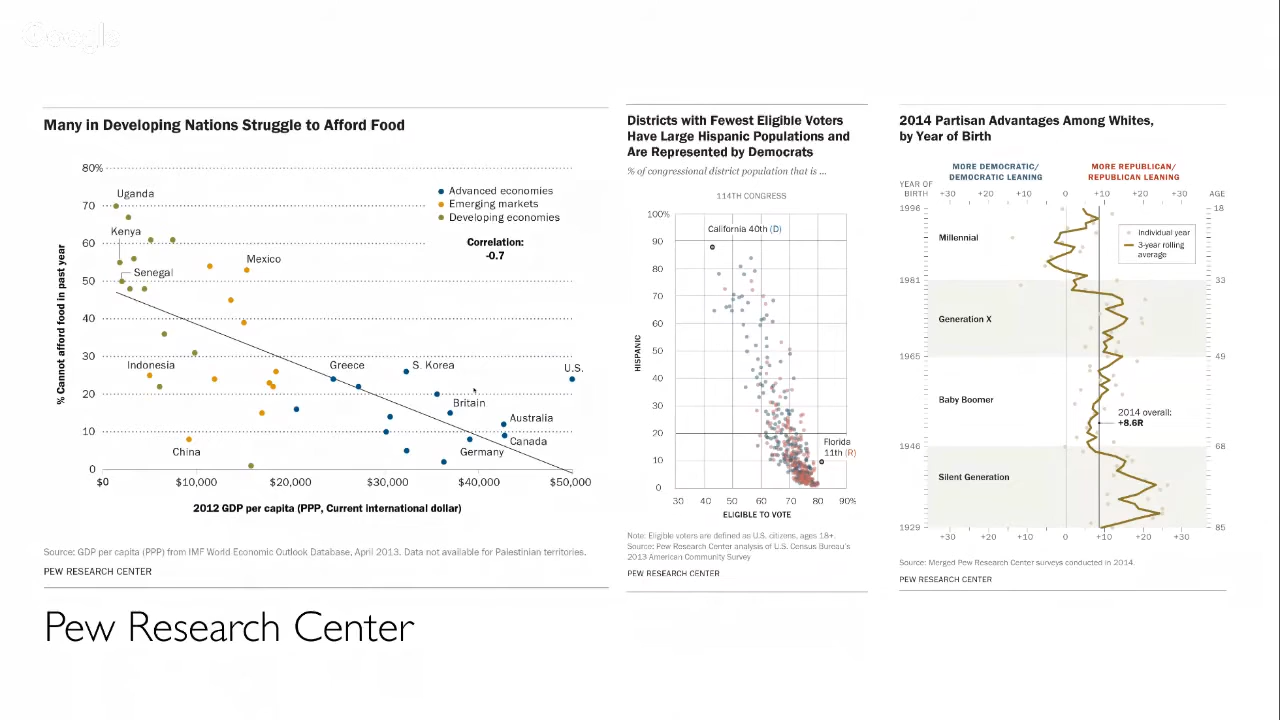 Google
Many in Developing Nations Struggle to Afford Food
80%
70
60
50
40
30
20
10
0
% Cannot afford food in past year
Uganda
Kenya
Senegal
Mexico
Indonesia
China
Greece
S. Korea
U.S.
Britain
Australia
Canada
Germany
Advanced economies
Emerging markets
Developing economies
Correlation:
-0.7
$0 $10,000 $20,000 $30,000 $40,000 $50,000
2012 GDP per capita (PPP, Current international dollar)
Source: GDP per capita (PPP) from IMF World Economic Outlook Database, April 2013. Data not available for Palestinian territories.
PEW RESEARCH CENTER
Districts with Fewest Eligible Voters
Have Large Hispanic Populations and
Are Represented by Democrats
% of congressional district population that is ...
114TH CONGRESS
100%
90
80
70
60
50
40
30
20
10
0
HISPANIC
California 40th (D)
Florida
11th (R)
30 40 50 60 70 80 90%
ELIGIBLE TO VOTE
Note: Eligible voters are defined as U.S. citizens, ages 18+.
Source: Pew Research Center analysis of U.S. Census Bureau's
2013 American Community Survey
PEW RESEARCH CENTER
2014 Partisan Advantages Among Whites,
by Year of Birth
MORE DEMOCRATIC/
DEMOCRATIC LEANING
MORE REPUBLICAN/
REPUBLICAN LEANING
YEAR OF
BIRTH +30 +20 +10 0 +10 +20 +30 AGE
1996 18
Millennial
Individual year
3-year rolling
average
1981 33
Generation X
1965 49
Baby Boomer
2014 overall:
+8.6R
1946 68
Silent Generation
1929 85
+30 +20 +10 0 +10 +20 +30
Source: Merged Pew Research Center surveys conducted in 2014.
PEW RESEARCH CENTER
Pew Research Center